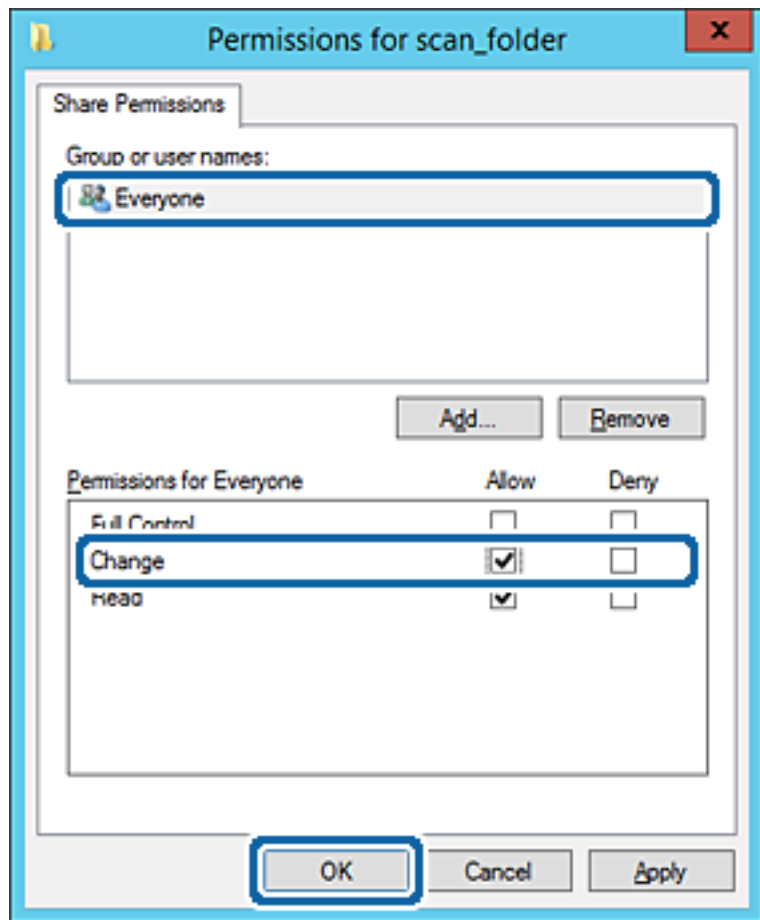 Permissions for scan_folder
Share Permissions
Group or user names:
Everyone
Add... Remove
Permissions for Everyone Allow Deny
Full Control
Change
Read
OK Cancel Apply